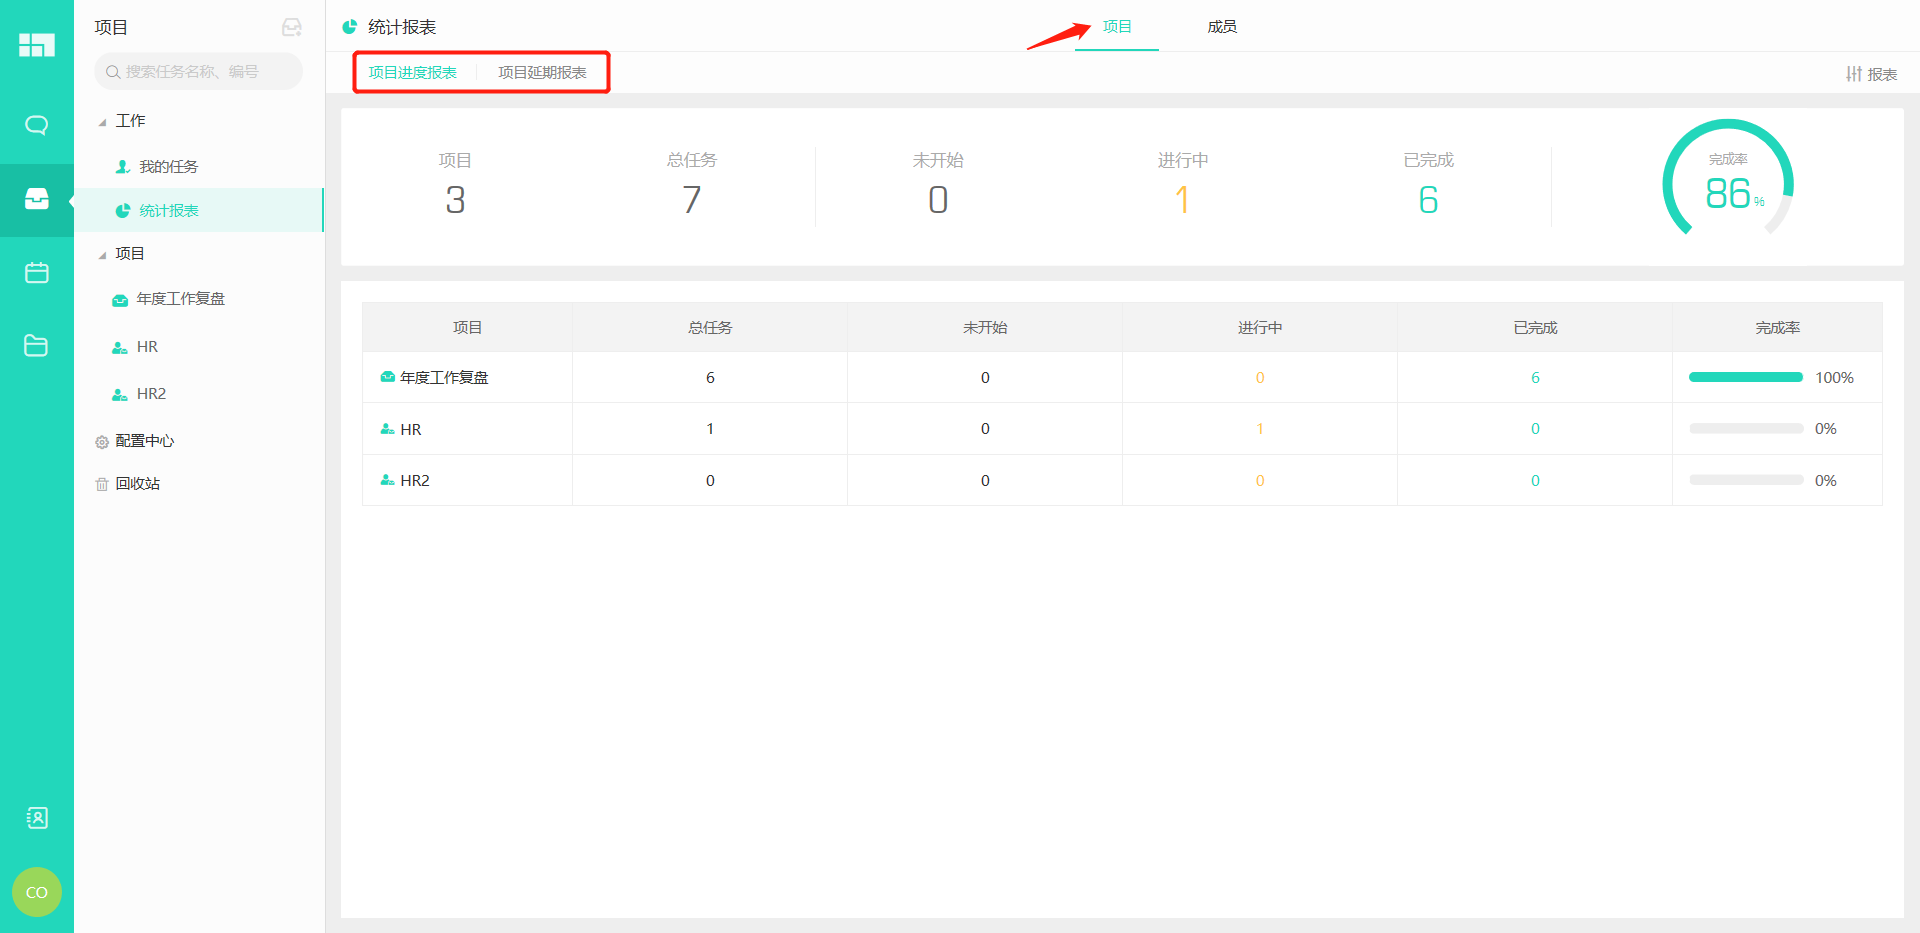 项目
搜索任务名称、编号
工作
我的任务
统计报表
项目
年度工作复盘
HR
HR2
配置中心
回收站
CO
统计报表
项目
成员
项目进度报表
项目延期报表
报表
项目
3
总任务
7
未开始
0
进行中
1
已完成
6
完成率
86%
项目 总任务 未开始 进行中 已完成 完成率
年度工作复盘 6 0 0 6 100%
HR 1 0 1 0 0%
HR2 0 0 0 0 0%